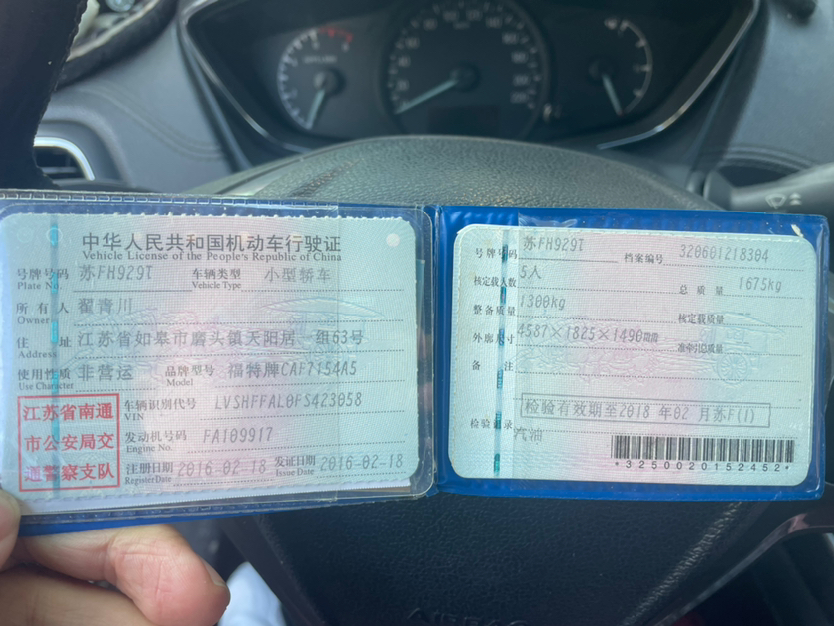 中华人民共和国机动车行驶证
Vehicle License of the People's Republic of China
号牌号码 苏FH929T 车辆类型 小型轿车
Plate No. Vehicle Type
所有人 翟青川
Owner
住址 江苏省如皋市磨头镇天阳居一组63号
Address
使用性质 非营运 品牌型号 福特牌CAF7154A5
Use Character Model
江苏省南通
市公安局交
通警察支队
车辆识别代号 LVSHFFAL0FS423058
VIN
发动机号码 FA109917
Engine No.
注册日期 2016-02-18 发证日期 2016-02-18
Register Date Issue Date
号牌号码 苏FH929T 档案编号 320601218304
核定载人数 5人 总质量 1675kg
整备质量 1300kg 核定载质量
外廓尺寸 4587×1825×1490mm 准牵引总质量
备注
检验有效期至2018年02月苏F(1)
检验记录
汽油
*3250020152452*